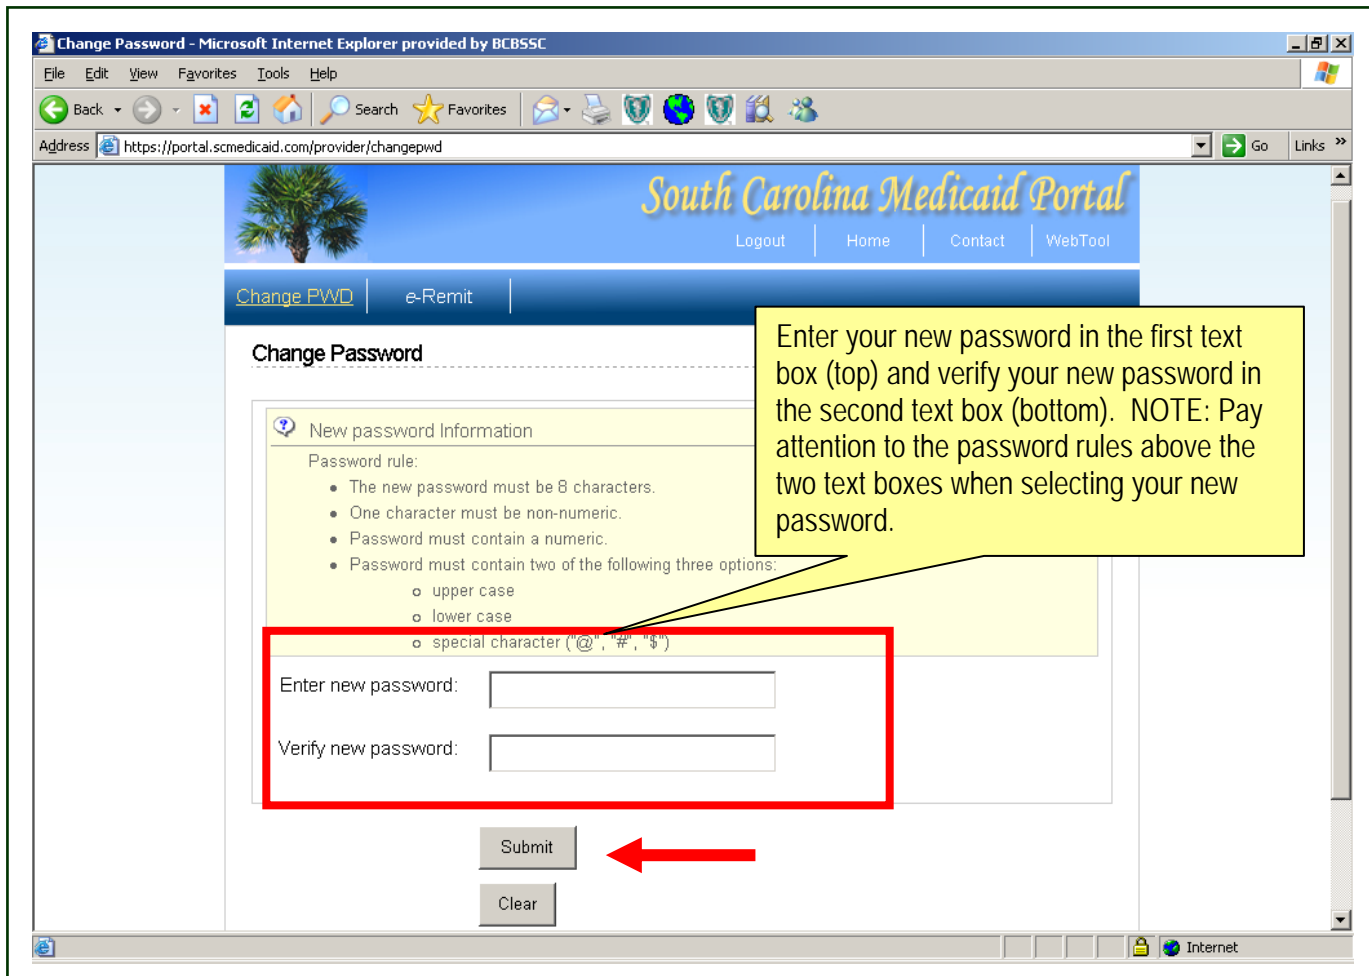 Change Password - Microsoft Internet Explorer provided by BCBSSC
File Edit View Favorites Tools Help
Back Search Favorites
Address https://portal.scmedicaid.com/provider/changepwd Go Links »
South Carolina Medicaid Portal
Logout Home Contact WebTool
Change PWD e-Remit
Change Password
Enter your new password in the first text
box (top) and verify your new password in
the second text box (bottom). NOTE: Pay
attention to the password rules above the
two text boxes when selecting your new
password.
New password Information
Password rule:
• The new password must be 8 characters.
• One character must be non-numeric.
• Password must contain a numeric.
• Password must contain two of the following three options:
o upper case
o lower case
o special character ("@", "#", "$")
Enter new password:
Verify new password:
Submit
Clear
Internet